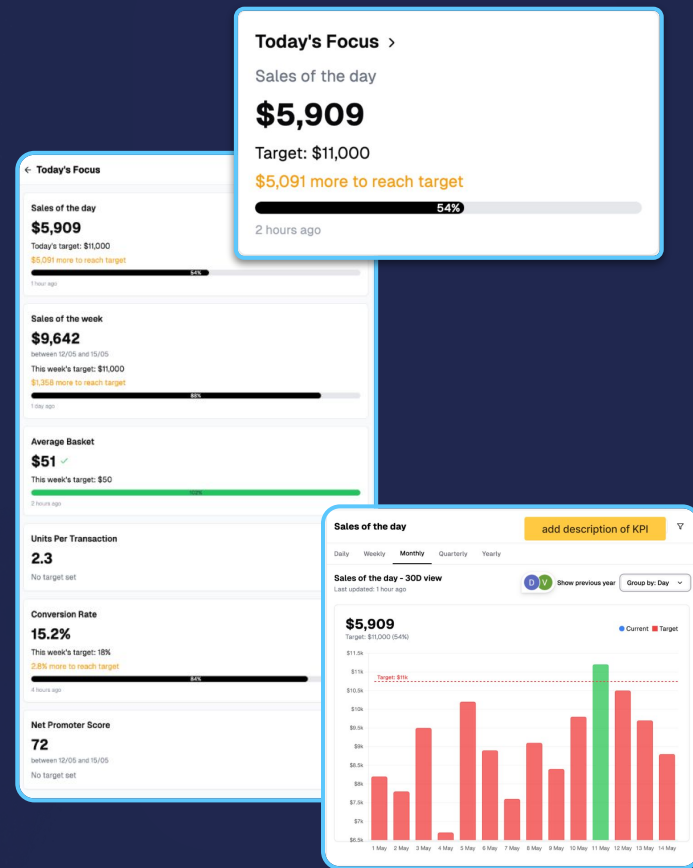 Today's Focus >
Sales of the day
$5,909
Target: $11,000
$5,091 more to reach target
54%
2 hours ago
← Today's Focus
Sales of the day
$5,909
Today's target: $11,000
$5,091 more to reach target
54%
1 hour ago
Sales of the week
$9,642
between 12/05 and 15/05
This week's target: $11,000
$1,358 more to reach target
88%
1 day ago
Average Basket
$51 ✓
This week's target: $50
2 hours ago
Units Per Transaction
2.3
No target set
Conversion Rate
15.2%
This week's target: 18%
2.8% more to reach target
84%
4 hours ago
Net Promoter Score
72
between 12/05 and 15/05
No target set
Sales of the day
add description of KPI
Daily Weekly Monthly Quarterly Yearly
Sales of the day - 30D view
Last updated: 1 hour ago
D V Show previous year Group by: Day
$5,909
Target: $11,000 (54%)
Current Target
$11.5k
$11k
Target: $11k
$10.5k
$10k
$9.5k
$9k
$8.5k
$8k
$7.5k
$7k
$6.5k
1 May 2 May 3 May 4 May 5 May 6 May 7 May 8 May 9 May 10 May 11 May 12 May 13 May 14 May